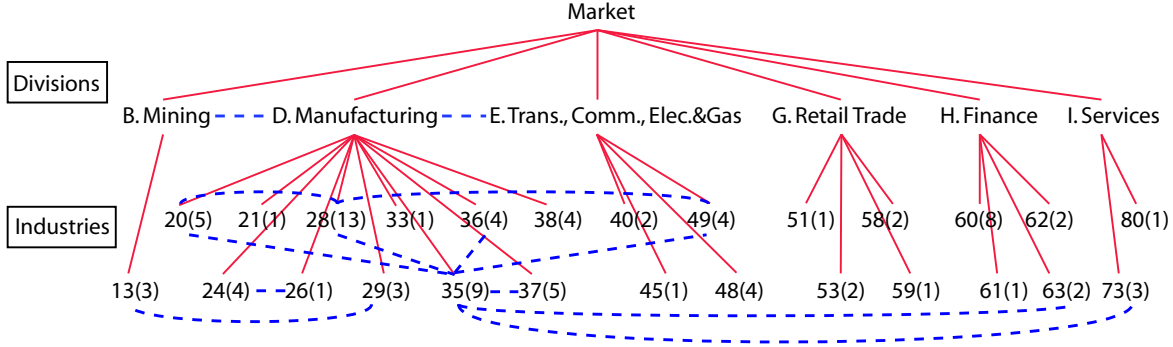 Market
Divisions
B. Mining D. Manufacturing E. Trans., Comm., Elec.&Gas G. Retail Trade H. Finance I. Services
Industries
20(5) 21(1) 28(13) 33(1) 36(4) 38(4) 40(2) 49(4) 51(1) 58(2) 60(8) 62(2) 80(1)
13(3) 24(4) 26(1) 29(3) 35(9) 37(5) 45(1) 48(4) 53(2) 59(1) 61(1) 63(2) 73(3)